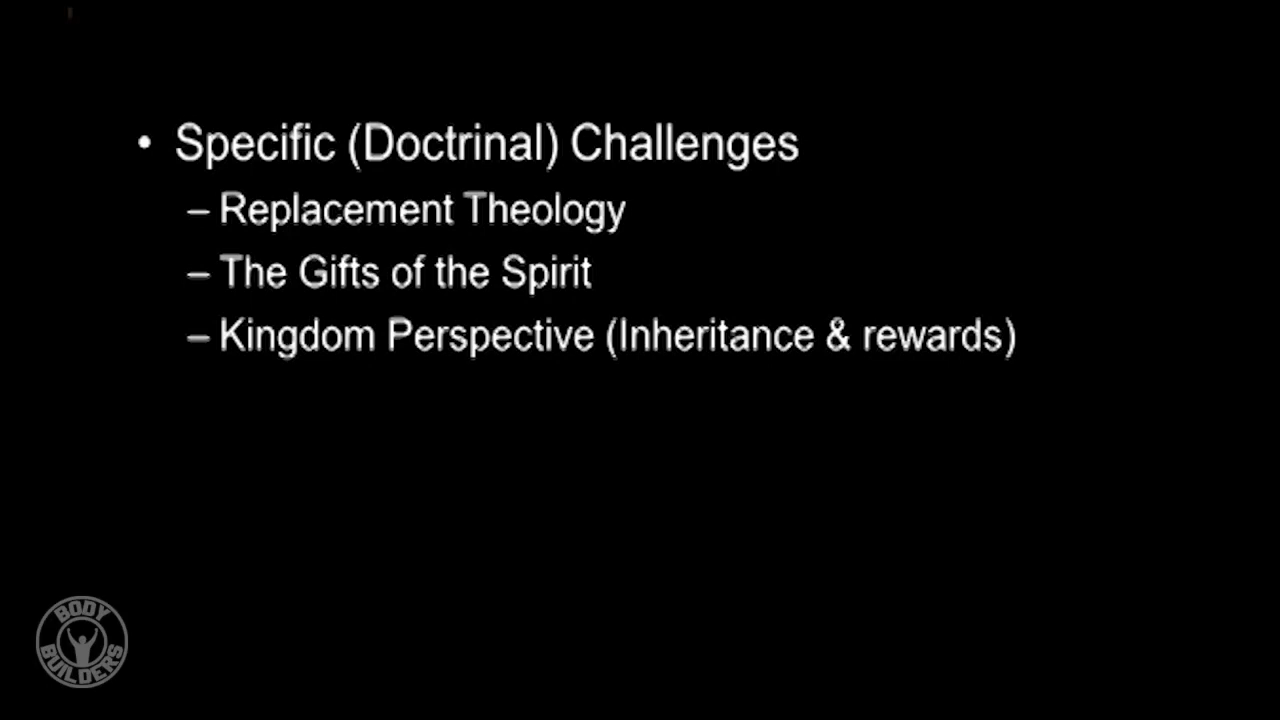 • Specific (Doctrinal) Challenges
– Replacement Theology
– The Gifts of the Spirit
– Kingdom Perspective (Inheritance & rewards)
BODY
BUILDERS